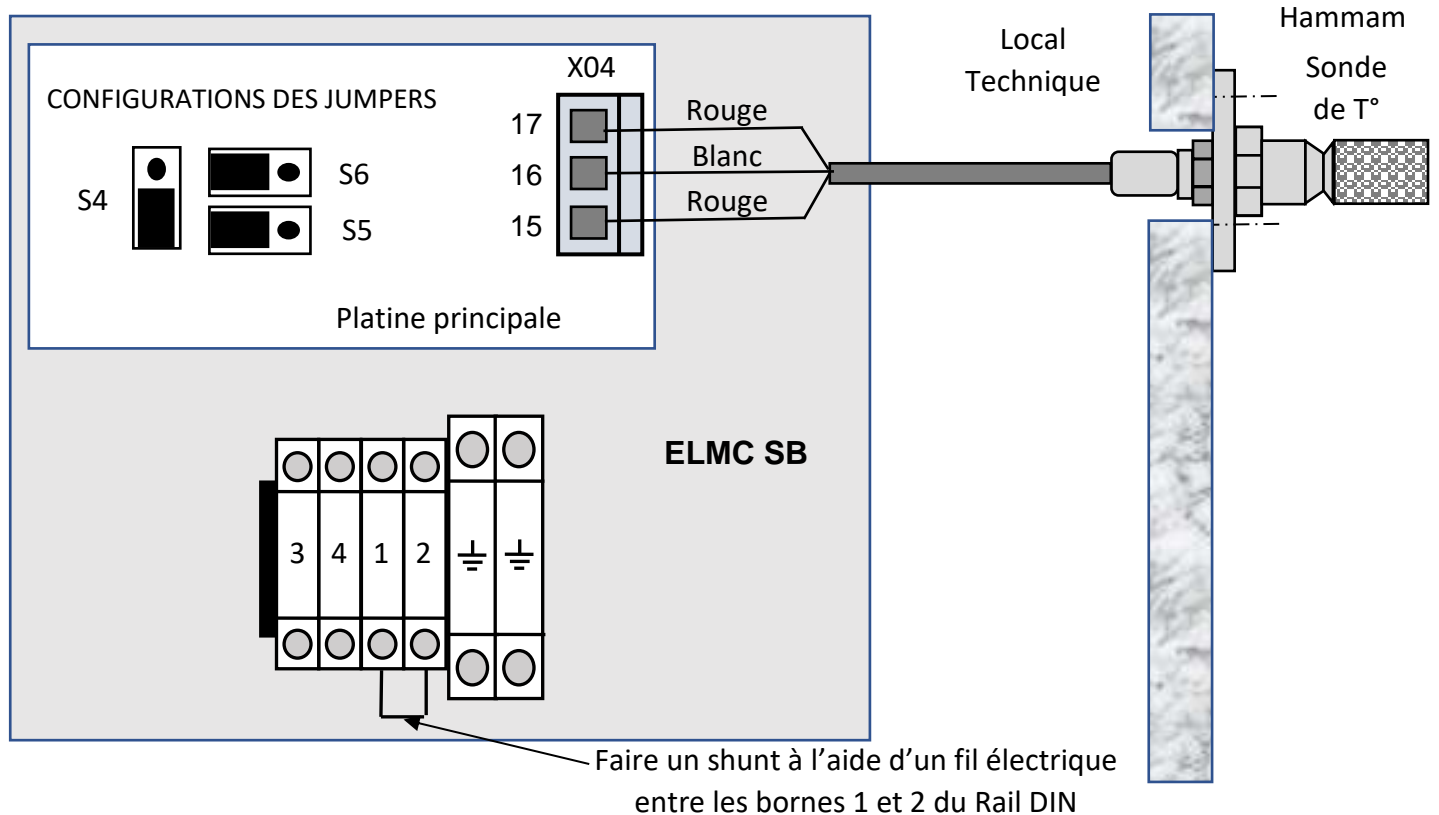 CONFIGURATIONS DES JUMPERS
S4
S6
S5
X04
17
16
15
Rouge
Blanc
Rouge
Platine principale
Local
Technique
Hammam
Sonde
de T°
ELMC SB
3 4 1 2
Faire un shunt à l’aide d’un fil électrique
entre les bornes 1 et 2 du Rail DIN